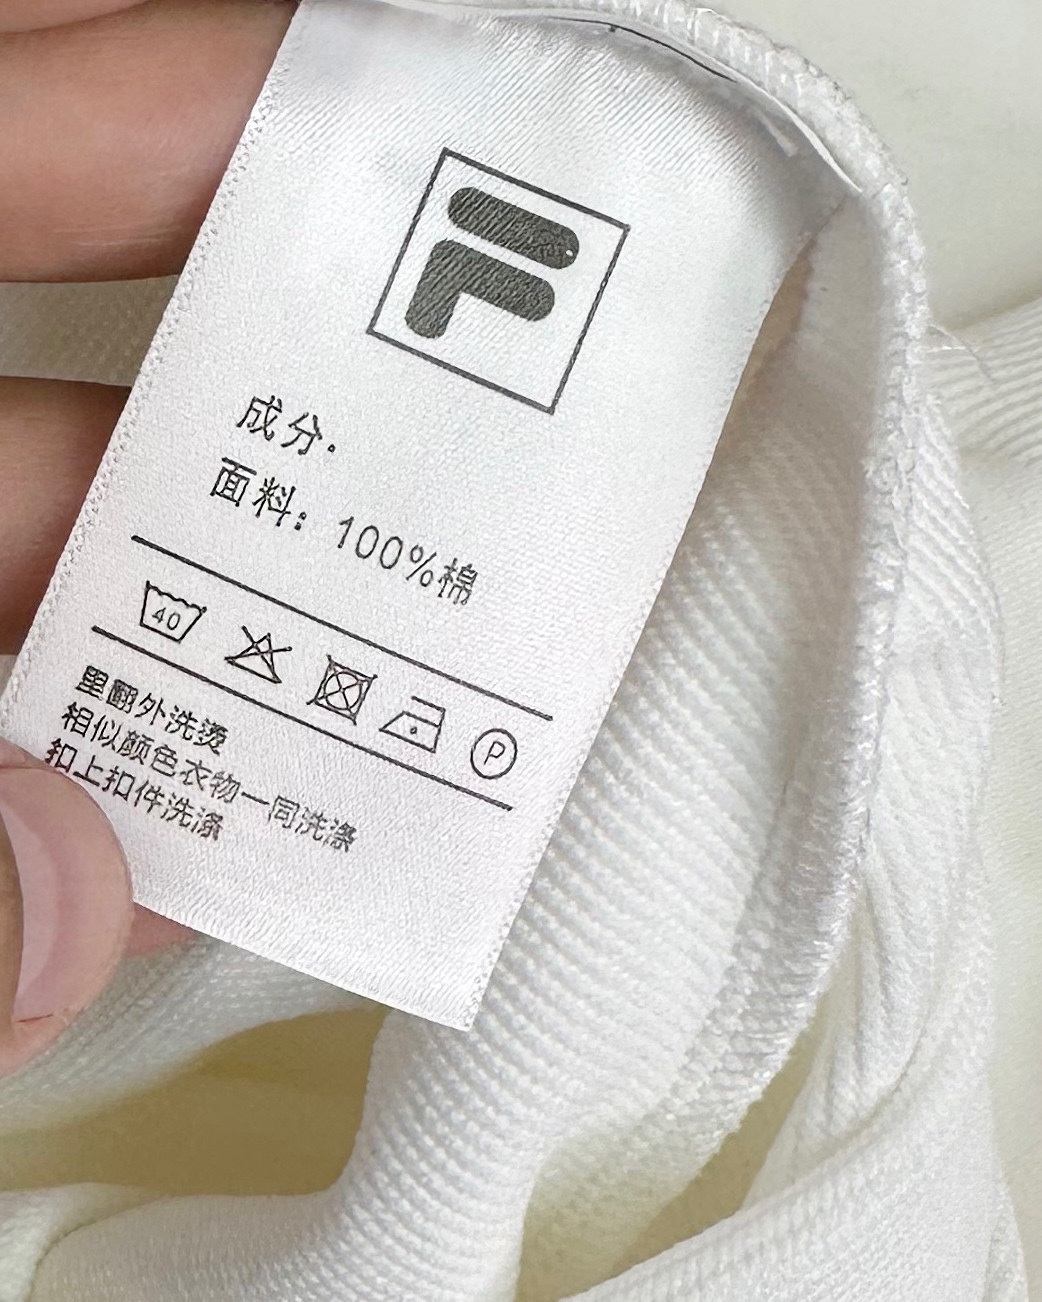 F
成分:
面料: 100%棉
40
P
里翻外洗烫
相似颜色衣物一同洗涤
扣上扣件洗涤